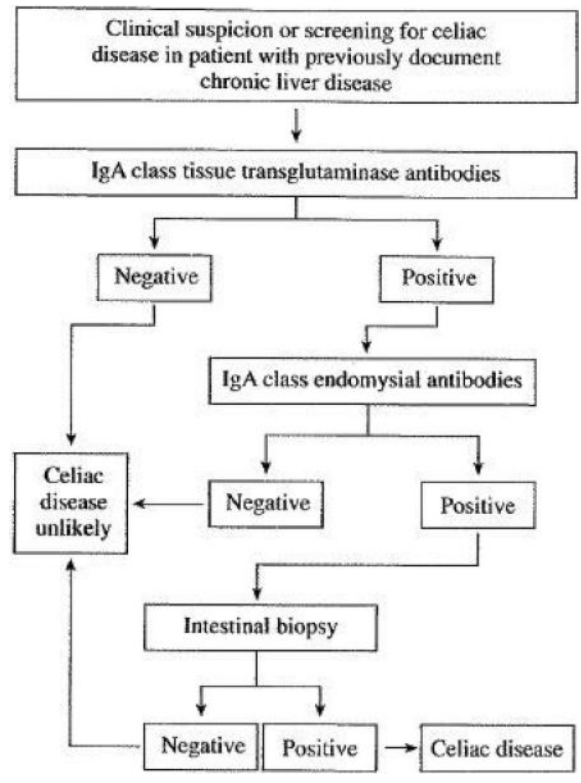 Clinical suspicion or screening for celiac
disease in patient with previously document
chronic liver disease
IgA class tissue transglutaminase antibodies
Negative
Positive
IgA class endomysial antibodies
Celiac
disease
unlikely
Negative
Positive
Intestinal biopsy
Negative
Positive
Celiac disease